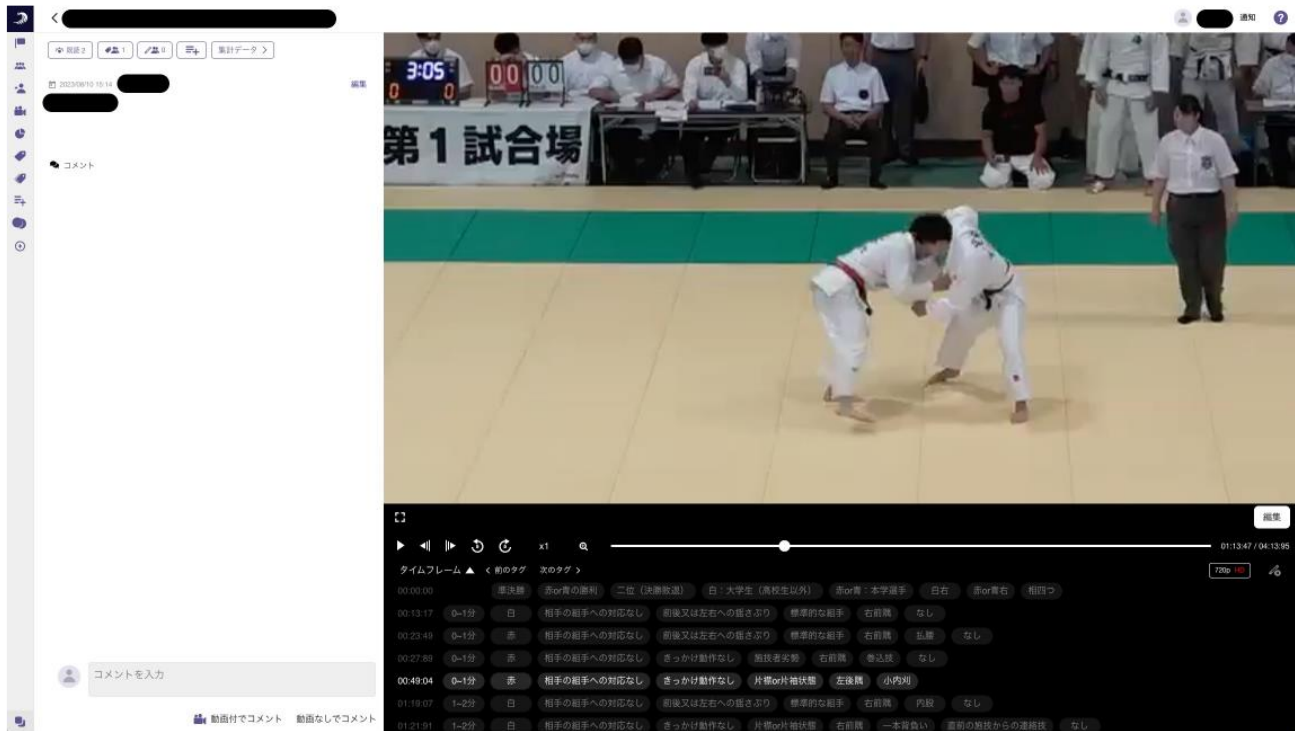 通知
既読 2
1
0
集計データ
2023/08/10 15:14
編集
コメント
3:05
0 0
00 00
第1試合場
編集
x1
01:13:47 / 04:13:95
タイムフレーム ▲ < 前のタグ 次のタグ >
720p HD
00:00:00 準決勝 赤or青の勝利 二位（決勝敗退） 白：大学生（高校生以外） 赤or青：本学選手 白右 赤or青右 相四つ
00:13:17 0~1分 白 相手の組手への対応なし 前後又は左右への揺さぶり 標準的な組手 右前隅 なし
00:23:49 0~1分 赤 相手の組手への対応なし 前後又は左右への揺さぶり 標準的な組手 右前隅 払腰 なし
00:27:89 0~1分 赤 相手の組手への対応なし きっかけ動作なし 施技者劣勢 右前隅 巻込技 なし
00:49:04 0~1分 赤 相手の組手への対応なし きっかけ動作なし 片襟or片袖状態 左後隅 小内刈
01:19:07 1~2分 白 相手の組手への対応なし 前後又は左右への揺さぶり 標準的な組手 右前隅 内股 なし
01:21:91 1~2分 白 相手の組手への対応なし きっかけ動作なし 片襟or片袖状態 右前隅 一本背負い 直前の施技からの連絡技 なし
コメントを入力
動画付でコメント 動画なしでコメント